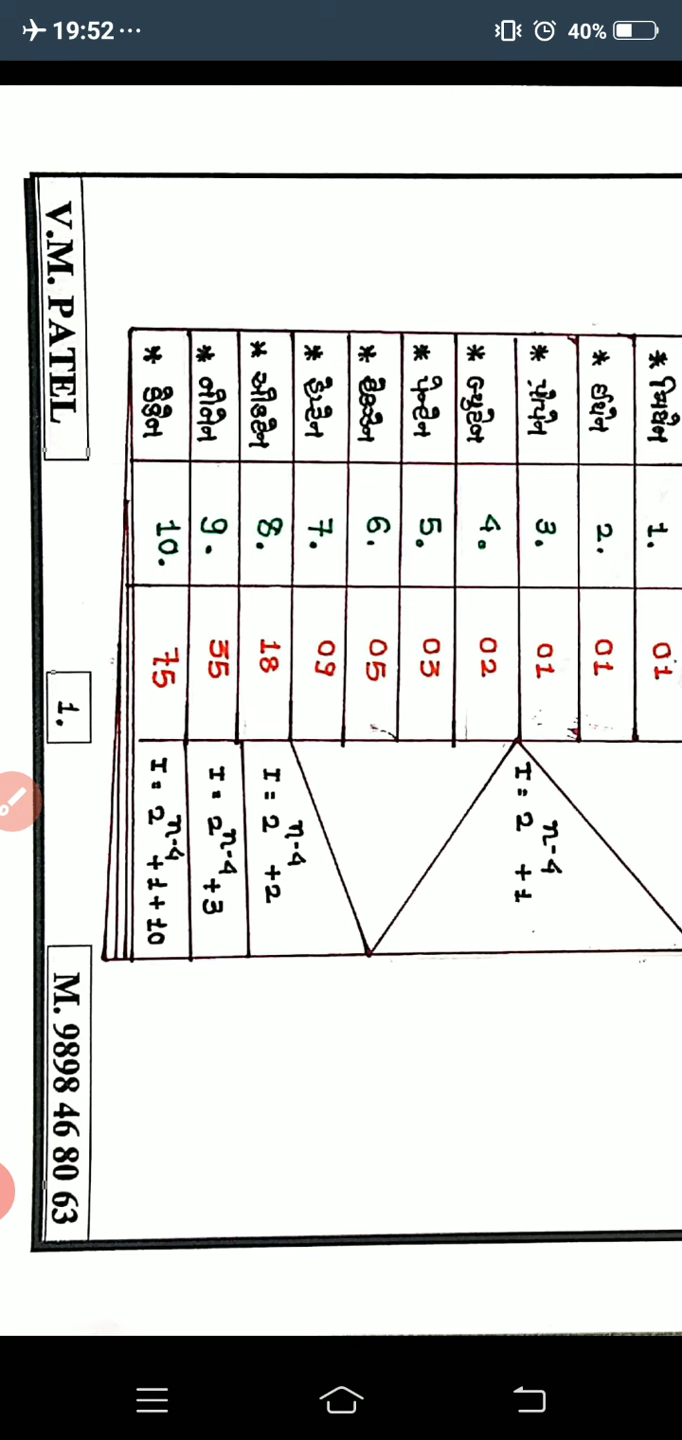 19:52 ...
40%
* મિથેન 1. 01
* ઈથેન 2. 01
* પ્રોપેન 3. 01
* બ્યુટેન 4. 02
* પેન્ટેન 5. 03
* હેક્ઝેન 6. 05
* હેપ્ટેન 7. 09
* ઓક્ટેન 8. 18
* નોનેન 9. 35
* ડેકેન 10. 75
I = 2^n-4 + 1
I = 2^n-4 + 2
I = 2^n-4 + 3
I = 2^n-4 + 1 + 10
V.M. PATEL
1.
M. 9898 46 80 63